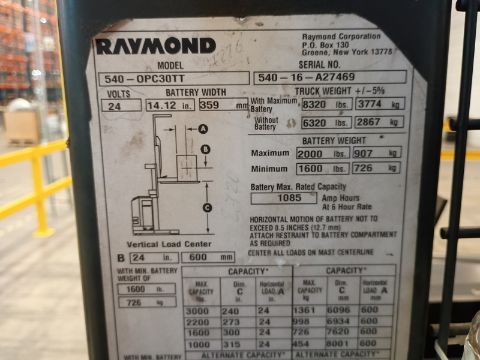 RAYMOND
Raymond Corporation
P.O. Box 130
Greene, New York 13778
MODEL
SERIAL NO.
540-OPC30TT
540-16-A27469
VOLTS BATTERY WIDTH
TRUCK WEIGHT +/-5%
24 14.12 in. 359 mm
With Maximum Battery 8320 lbs. 3774 kg
Without Battery 6320 lbs. 2867 kg
BATTERY WEIGHT
Maximum 2000 lbs. 907 kg
Minimum 1600 lbs. 726 kg
Battery Max. Rated Capacity
1085 Amp Hours
At 6 Hour Rate
A
B
C
HORIZONTAL MOTION OF BATTERY NOT TO
EXCEED 0.5 INCHES (12.7 mm)
ATTACH RESTRAINT TO BATTERY COMPARTMENT
AS REQUIRED
CENTER ALL LOADS ON MAST CENTERLINE
Vertical Load Center
B 24 in. 600 mm
WITH MIN. BATTERY
WEIGHT OF
1600 lb.
726 kg
CAPACITY* CAPACITY*
MAX. CAPACITY lbs. Dim. C in Horizontal LOAD A in MAX. CAPACITY kg Dim. C mm Horizontal LOAD A mm
3000 240 24 1361 6096 600
2200 273 24 998 6934 600
1600 300 24 726 7620 600
1000 315 24 454 8001 600
WITH MIN. BATTERY
ALTERNATE CAPACITY* ALTERNATE CAPACITY*